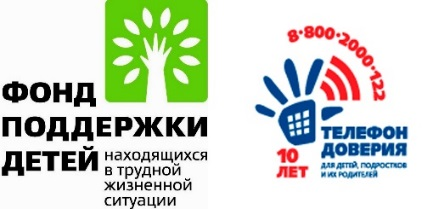 ФОНД
ПОДДЕРЖКИ
ДЕТЕЙ
находящихся
в трудной
жизненной
ситуации
8-800-2000-122
10
ЛЕТ
ТЕЛЕФОН
ДОВЕРИЯ
ДЛЯ ДЕТЕЙ, ПОДРОСТКОВ
И ИХ РОДИТЕЛЕЙ